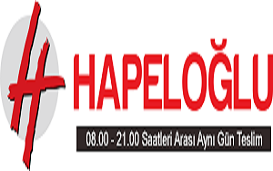 HAPELOĞLU
08.00 - 21.00 Saatleri Arası Aynı Gün Teslim